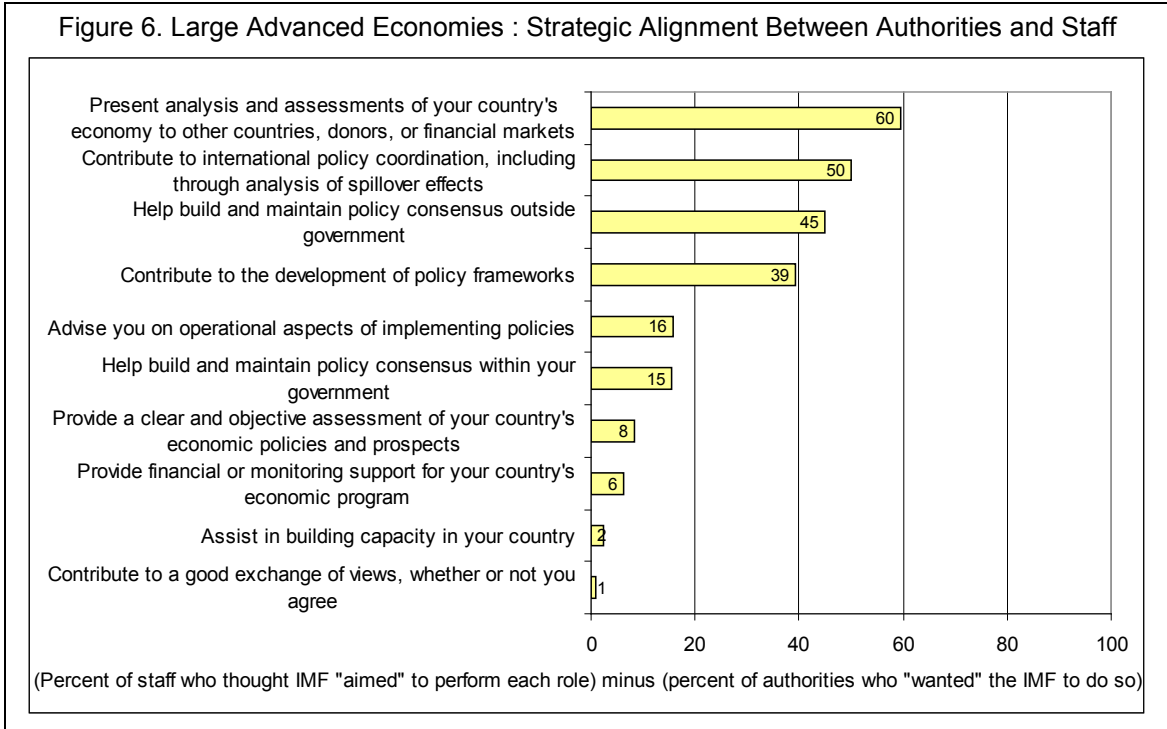 Figure 6. Large Advanced Economies : Strategic Alignment Between Authorities and Staff
Present analysis and assessments of your country's
economy to other countries, donors, or financial markets
60
Contribute to international policy coordination, including
through analysis of spillover effects
50
Help build and maintain policy consensus outside
government
45
Contribute to the development of policy frameworks
39
Advise you on operational aspects of implementing policies
16
Help build and maintain policy consensus within your
government
15
Provide a clear and objective assessment of your country's
economic policies and prospects
8
Provide financial or monitoring support for your country's
economic program
6
Assist in building capacity in your country
2
Contribute to a good exchange of views, whether or not you
agree
1
0 20 40 60 80 100
(Percent of staff who thought IMF "aimed" to perform each role) minus (percent of authorities who "wanted" the IMF to do so)